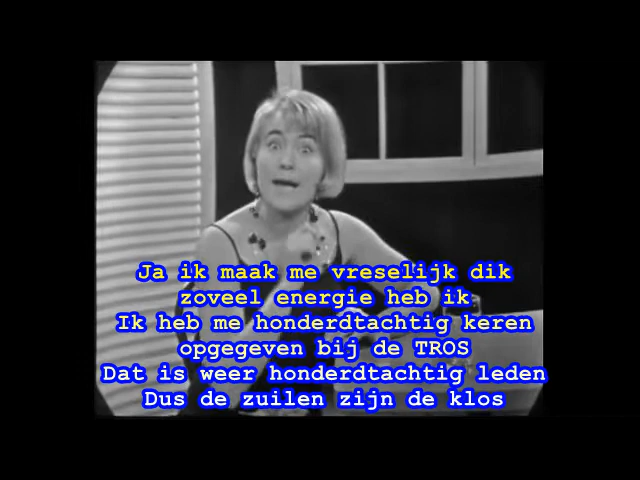 Ja ik maak me vreselijk dik
zoveel energie heb ik
Ik heb me honderdtachtig keren
opgegeven bij de TROS
Dat is weer honderdtachtig leden
Dus de zuilen zijn de klos